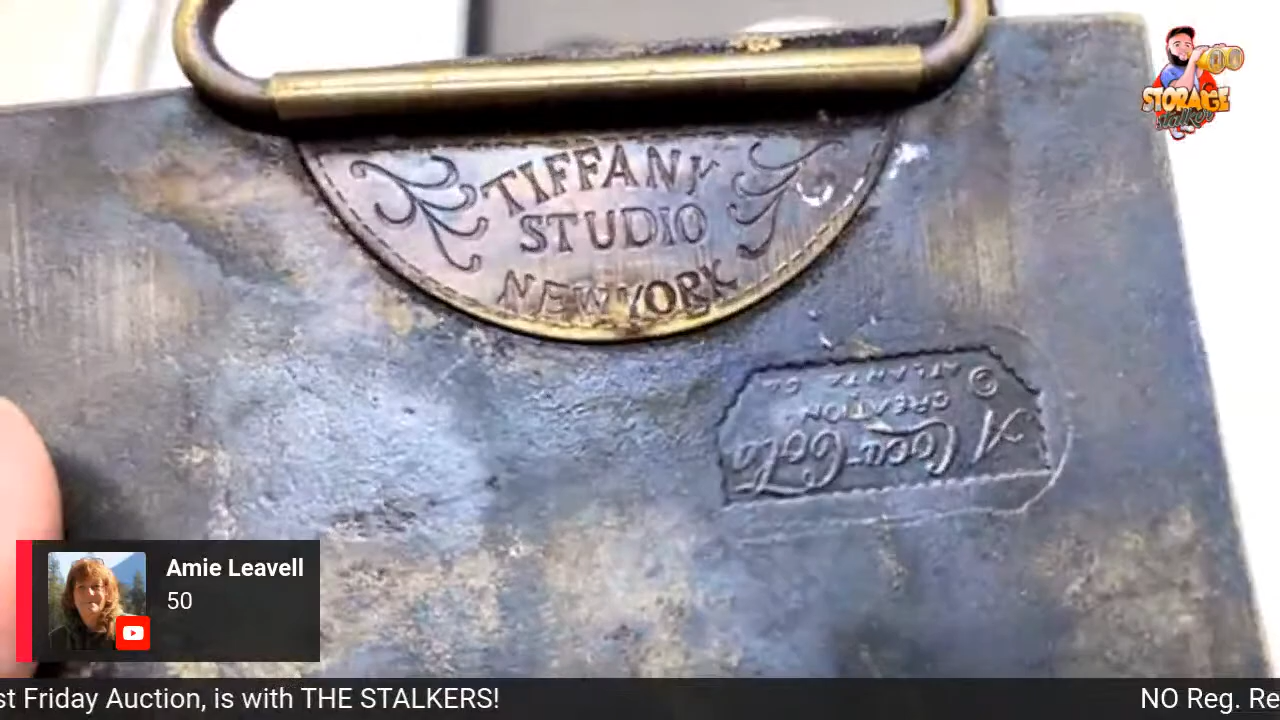 STORAGE
stalker
TIFFANY
STUDIO
NEW YORK
A Coca-Cola
CREATION
© ATLANTA GA.
Amie Leavell
50
st Friday Auction, is with THE STALKERS!
NO Reg. Re